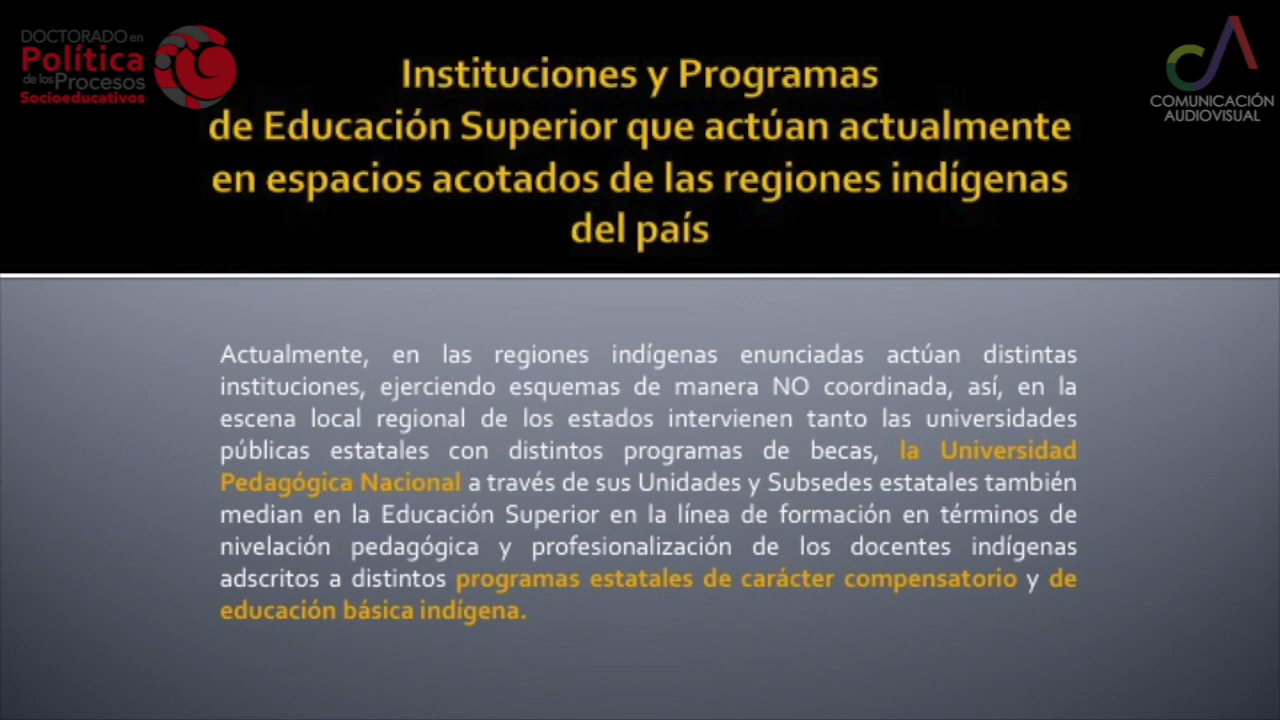 DOCTORADO en
Política
de los Procesos
Socioeducativos
COMUNICACIÓN
AUDIOVISUAL
Instituciones y Programas
de Educación Superior que actúan actualmente
en espacios acotados de las regiones indígenas
del país
Actualmente, en las regiones indígenas enunciadas actúan distintas
instituciones, ejerciendo esquemas de manera NO coordinada, así, en la
escena local regional de los estados intervienen tanto las universidades
públicas estatales con distintos programas de becas, la Universidad
Pedagógica Nacional a través de sus Unidades y Subsedes estatales también
median en la Educación Superior en la línea de formación en términos de
nivelación pedagógica y profesionalización de los docentes indígenas
adscritos a distintos programas estatales de carácter compensatorio y de
educación básica indígena.